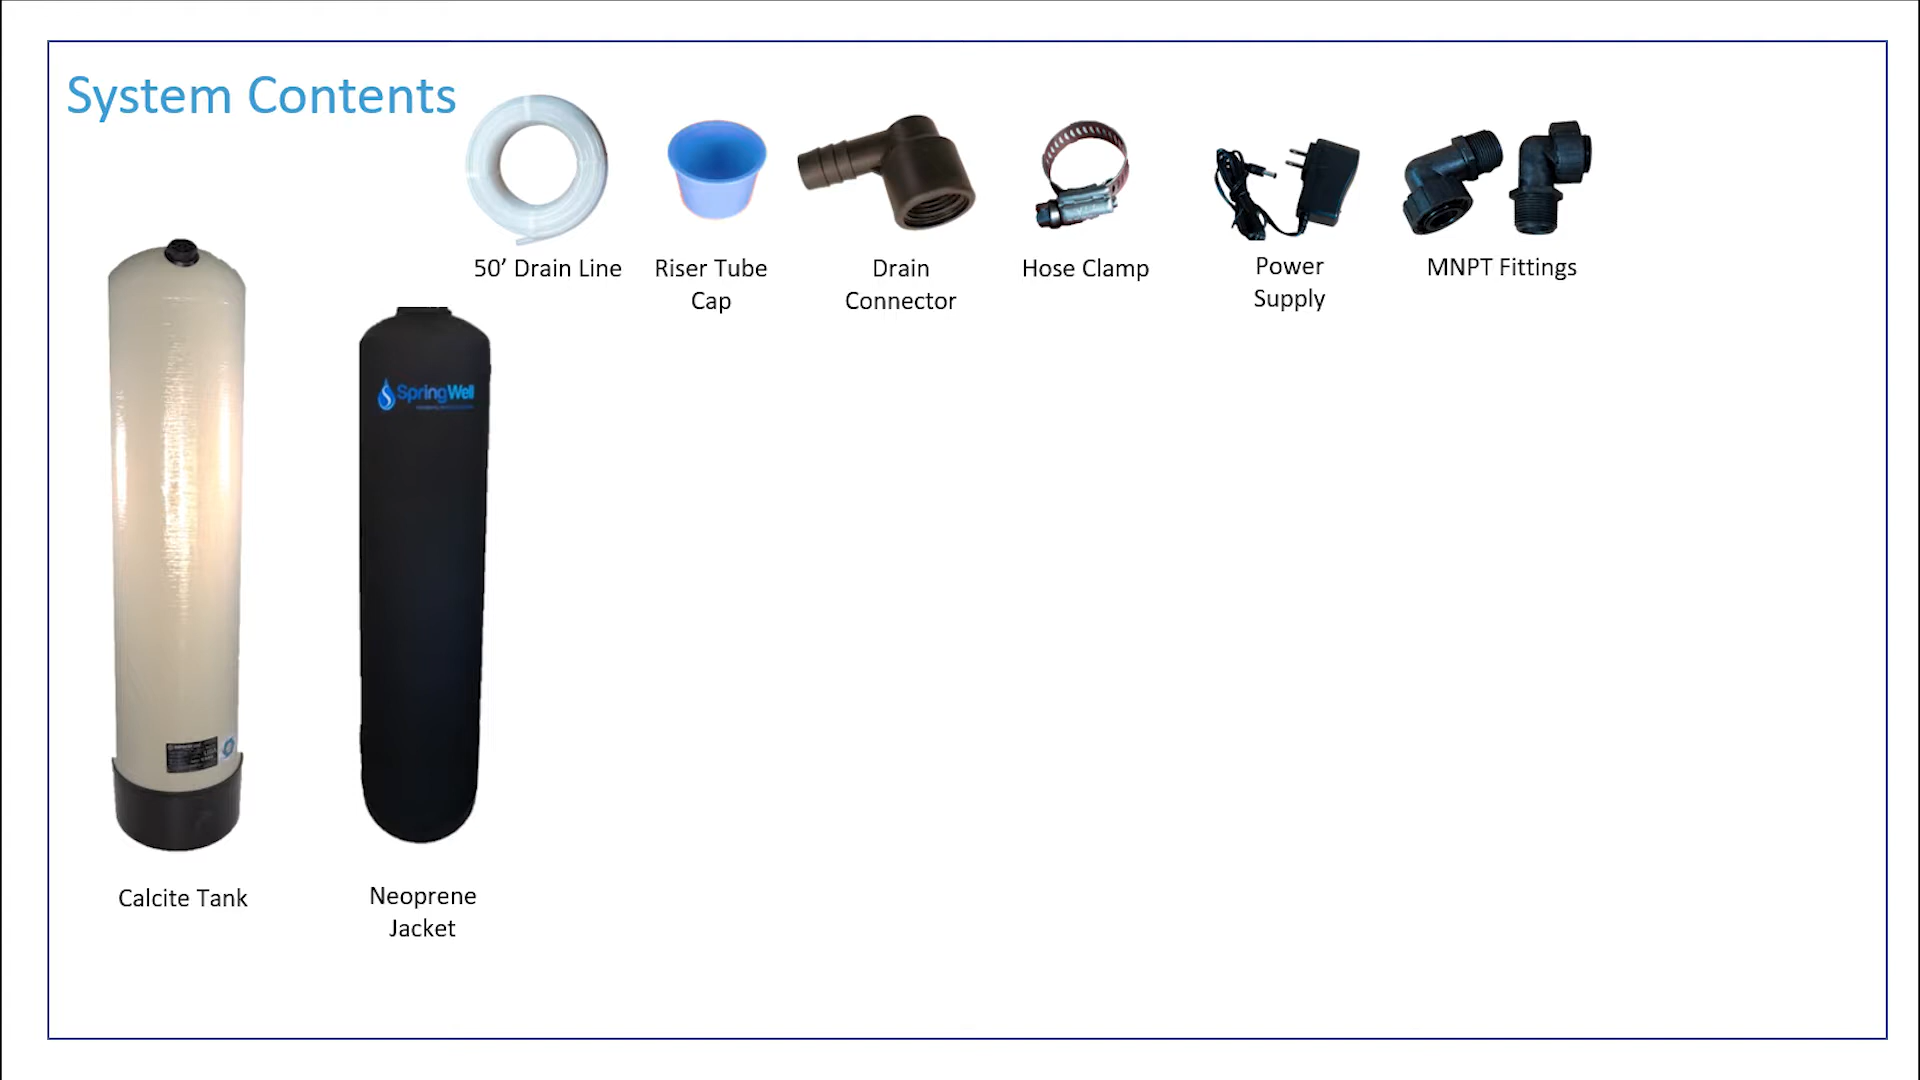 System Contents
50’ Drain Line
Riser Tube
Cap
Drain
Connector
Hose Clamp
Power
Supply
MNPT Fittings
SpringWell
Calcite Tank
Neoprene
Jacket